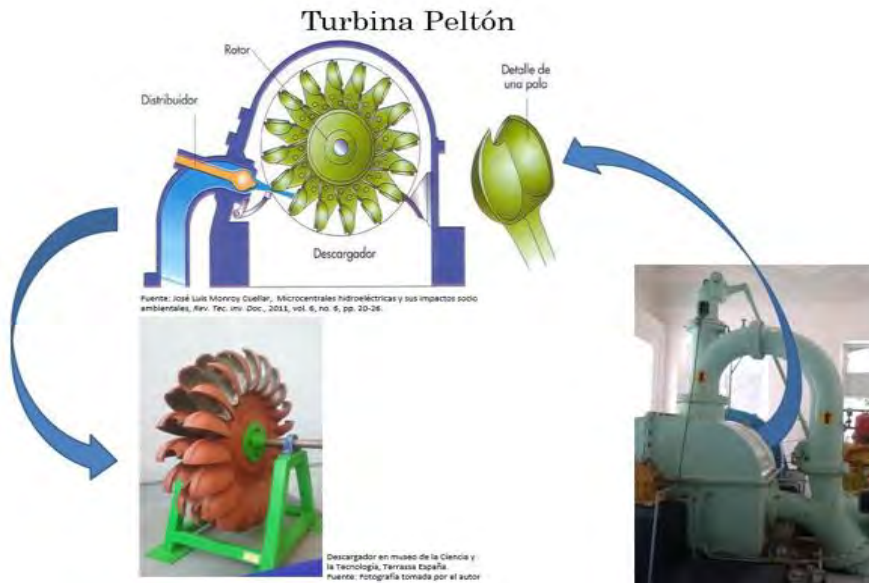 Turbina Peltón
Rotor
Detalle de
una pala
Distribuidor
Descargador
Fuente: José Luis Monroy Cuellar, Microcentrales hidroeléctricas y sus impactos socio
ambientales, Rev. Tec. Inv Doc., 2011, vol. 6, no. 6, pp. 20-26.
Descargador en museo de la Ciencia y
la Tecnología, Terrassa España.
Fuente: Fotografía tomada por el autor